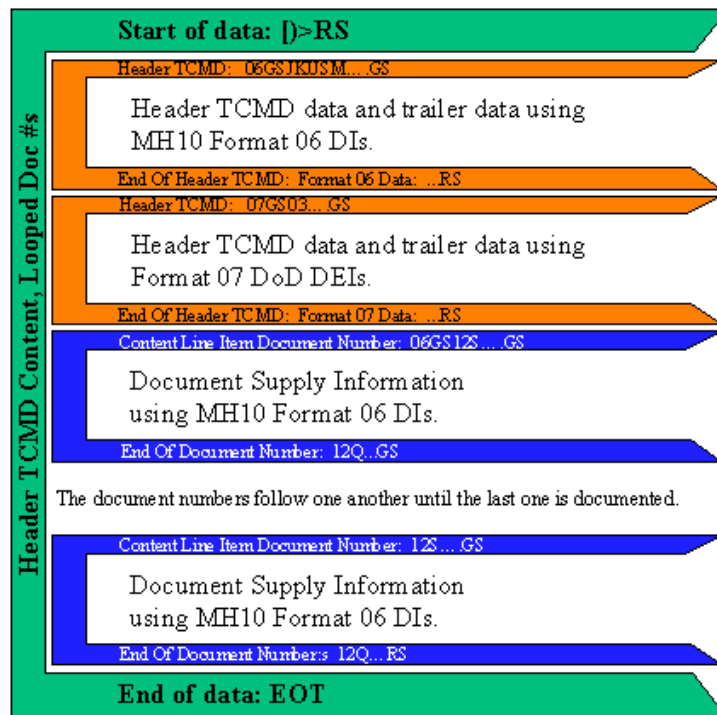 Start of data: [)>RS
Header TCMD Content, Looped Doc #s
Header TCMD: 06GSJKUSM....GS
Header TCMD data and trailer data using
MH10 Format 06 DIs.
End Of Header TCMD: Format 06 Data: ...RS
Header TCMD: 07GS03....GS
Header TCMD data and trailer data using
Format 07 DoD DEIs.
End Of Header TCMD: Format 07 Data: ...RS
Content Line Item Document Number: 06GS12S.....GS
Document Supply Information
using MH10 Format 06 DIs.
End Of Document Number: 12Q...GS
The document numbers follow one another until the last one is documented.
Content Line Item Document Number: 12S.....GS
Document Supply Information
using MH10 Format 06 DIs.
End Of Document Number:s 12Q...RS
End of data: EOT